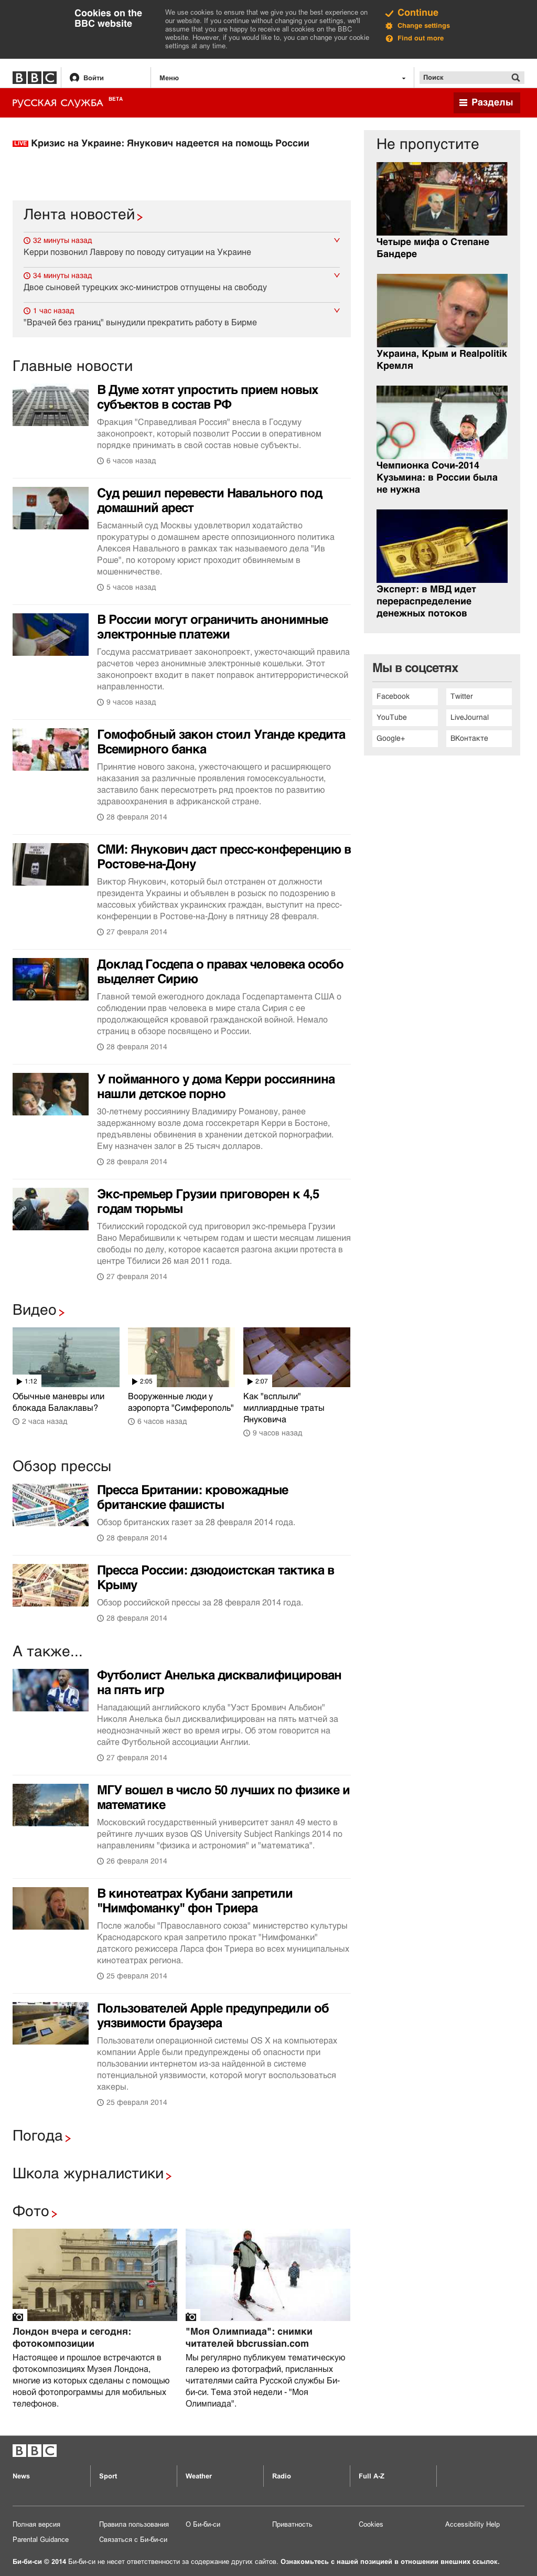 Cookies on the
BBC website
We use cookies to ensure that we give you the best experience on
our website. If you continue without changing your settings, we'll
assume that you are happy to receive all cookies on the BBC
website. However, if you would like to, you can change your cookie
settings at any time.
Continue
Change settings
Find out more
BBC
Войти
Меню
Поиск
РУССКАЯ СЛУЖБА BETA
Разделы
LIVE Кризис на Украине: Янукович надеется на помощь России
Лента новостей
32 минуты назад
Керри позвонил Лаврову по поводу ситуации на Украине
34 минуты назад
Двое сыновей турецких экс-министров отпущены на свободу
1 час назад
"Врачей без границ" вынудили прекратить работу в Бирме
Главные новости
В Думе хотят упростить прием новых
субъектов в состав РФ
Фракция "Справедливая Россия" внесла в Госдуму
законопроект, который позволит России в оперативном
порядке принимать в свой состав новые субъекты.
6 часов назад
Суд решил перевести Навального под
домашний арест
Басманный суд Москвы удовлетворил ходатайство
прокуратуры о домашнем аресте оппозиционного политика
Алексея Навального в рамках так называемого дела "Ив
Роше", по которому юрист проходит обвиняемым в
мошенничестве.
5 часов назад
В России могут ограничить анонимные
электронные платежи
Госдума рассматривает законопроект, ужесточающий правила
расчетов через анонимные электронные кошельки. Этот
законопроект входит в пакет поправок антитеррористической
направленности.
9 часов назад
Гомофобный закон стоил Уганде кредита
Всемирного банка
Принятие нового закона, ужесточающего и расширяющего
наказания за различные проявления гомосексуальности,
заставило банк пересмотреть ряд проектов по развитию
здравоохранения в африканской стране.
28 февраля 2014
СМИ: Янукович даст пресс-конференцию в
Ростове-на-Дону
Виктор Янукович, который был отстранен от должности
президента Украины и объявлен в розыск по подозрению в
массовых убийствах украинских граждан, выступит на пресс-
конференции в Ростове-на-Дону в пятницу 28 февраля.
27 февраля 2014
Доклад Госдепа о правах человека особо
выделяет Сирию
Главной темой ежегодного доклада Госдепартамента США о
соблюдении прав человека в мире стала Сирия с ее
продолжающейся кровавой гражданской войной. Немало
страниц в обзоре посвящено и России.
28 февраля 2014
У пойманного у дома Керри россиянина
нашли детское порно
30-летнему россиянину Владимиру Романову, ранее
задержанному возле дома госсекретаря Керри в Бостоне,
предъявлены обвинения в хранении детской порнографии.
Ему назначен залог в 25 тысяч долларов.
28 февраля 2014
Экс-премьер Грузии приговорен к 4,5
годам тюрьмы
Тбилисский городской суд приговорил экс-премьера Грузии
Вано Мерабишвили к четырем годам и шести месяцам лишения
свободы по делу, которое касается разгона акции протеста в
центре Тбилиси 26 мая 2011 года.
27 февраля 2014
Видео
1:12
2:05
2:07
Обычные маневры или
блокада Балаклавы?
2 часа назад
Вооруженные люди у
аэропорта "Симферополь"
6 часов назад
Как "всплыли"
миллиардные траты
Януковича
9 часов назад
Обзор прессы
Пресса Британии: кровожадные
британские фашисты
Обзор британских газет за 28 февраля 2014 года.
28 февраля 2014
Пресса России: дзюдоистская тактика в
Крыму
Обзор российской прессы за 28 февраля 2014 года.
28 февраля 2014
А также...
Футболист Анелька дисквалифицирован
на пять игр
Нападающий английского клуба "Уэст Бромвич Альбион"
Николя Анелька был дисквалифицирован на пять матчей за
неоднозначный жест во время игры. Об этом говорится на
сайте Футбольной ассоциации Англии.
27 февраля 2014
МГУ вошел в число 50 лучших по физике и
математике
Московский государственный университет занял 49 место в
рейтинге лучших вузов QS University Subject Rankings 2014 по
направлениям "физика и астрономия" и "математика".
26 февраля 2014
В кинотеатрах Кубани запретили
"Нимфоманку" фон Триера
После жалобы "Православного союза" министерство культуры
Краснодарского края запретило прокат "Нимфоманки"
датского режиссера Ларса фон Триера во всех муниципальных
кинотеатрах региона.
25 февраля 2014
Пользователей Apple предупредили об
уязвимости браузера
Пользователи операционной системы OS X на компьютерах
компании Apple были предупреждены об опасности при
пользовании интернетом из-за найденной в системе
потенциальной уязвимости, которой могут воспользоваться
хакеры.
25 февраля 2014
Погода
Школа журналистики
Фото
Лондон вчера и сегодня:
фотокомпозиции
Настоящее и прошлое встречаются в
фотокомпозициях Музея Лондона,
многие из которых сделаны с помощью
новой фотопрограммы для мобильных
телефонов.
"Моя Олимпиада": снимки
читателей bbcrussian.com
Мы регулярно публикуем тематическую
галерею из фотографий, присланных
читателями сайта Русской службы Би-
би-си. Тема этой недели - "Моя
Олимпиада".
Не пропустите
Четыре мифа о Степане
Бандере
Украина, Крым и Realpolitik
Кремля
Чемпионка Сочи-2014
Кузьмина: в России была
не нужна
Эксперт: в МВД идет
перераспределение
денежных потоков
Мы в соцсетях
Facebook
Twitter
YouTube
LiveJournal
Google+
ВКонтакте
BBC
News
Sport
Weather
Radio
Full A-Z
Полная версия
Правила пользования
О Би-би-си
Приватность
Cookies
Accessibility Help
Parental Guidance
Связаться с Би-би-си
Би-би-си © 2014 Би-би-си не несет ответственности за содержание других сайтов. Ознакомьтесь с нашей позицией в отношении внешних ссылок.